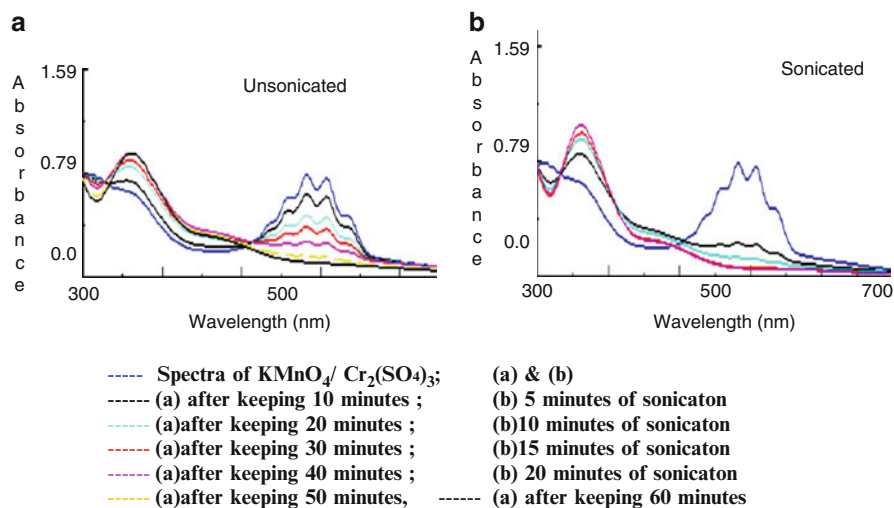 a
Absorbance
1.59
0.79
0.0
Unsonicated
300
500
Wavelength (nm)
b
Absorbance
1.59
0.79
0.0
Sonicated
300
500
700
Wavelength (nm)
Spectra of KMnO4/ Cr2(SO4)3; (a) & (b)
(a) after keeping 10 minutes ; (b) 5 minutes of sonicaton
(a)after keeping 20 minutes ; (b)10 minutes of sonicaton
(a)after keeping 30 minutes ; (b)15 minutes of sonicaton
(a)after keeping 40 minutes ; (b) 20 minutes of sonicaton
(a)after keeping 50 minutes, (a) after keeping 60 minutes